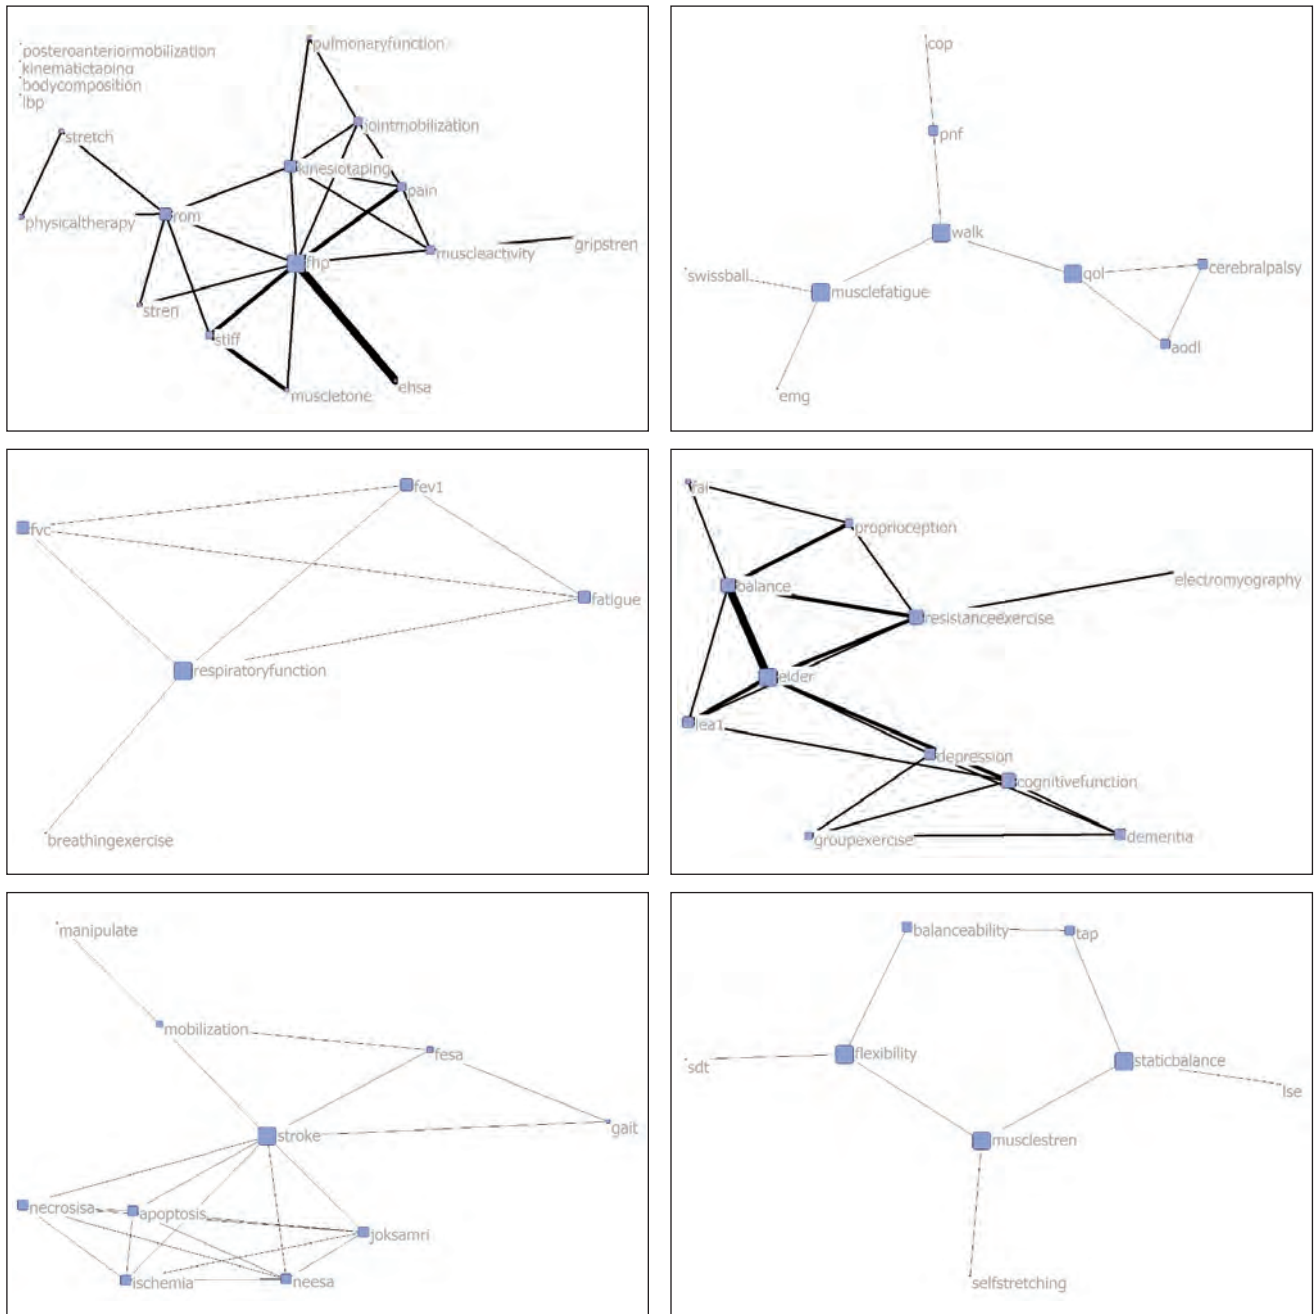 posteroanteriormobilization
kinematictaping
bodycomposition
lbp
pulmonaryfunction
stretch
jointmobilization
kinesiotaping
pain
physicaltherapy
rom
muscleactivity
gripstren
fhp
stren
stiff
muscletone
ehsa
cop
pnf
walk
swissball
musclefatigue
qol
cerebralpalsy
aodl
emg
fev1
fvc
fatigue
respiratoryfunction
breathingexercise
fai
proprioception
balance
electromyography
resistanceexercise
elder
lea1
depression
cognitivefunction
groupexercise
dementia
manipulate
mobilization
fesa
gait
stroke
necrosisa
apoptosis
joksamri
ischemia
neesa
balanceability
tap
sdt
flexibility
staticbalance
lse
musclestren
selfstretching